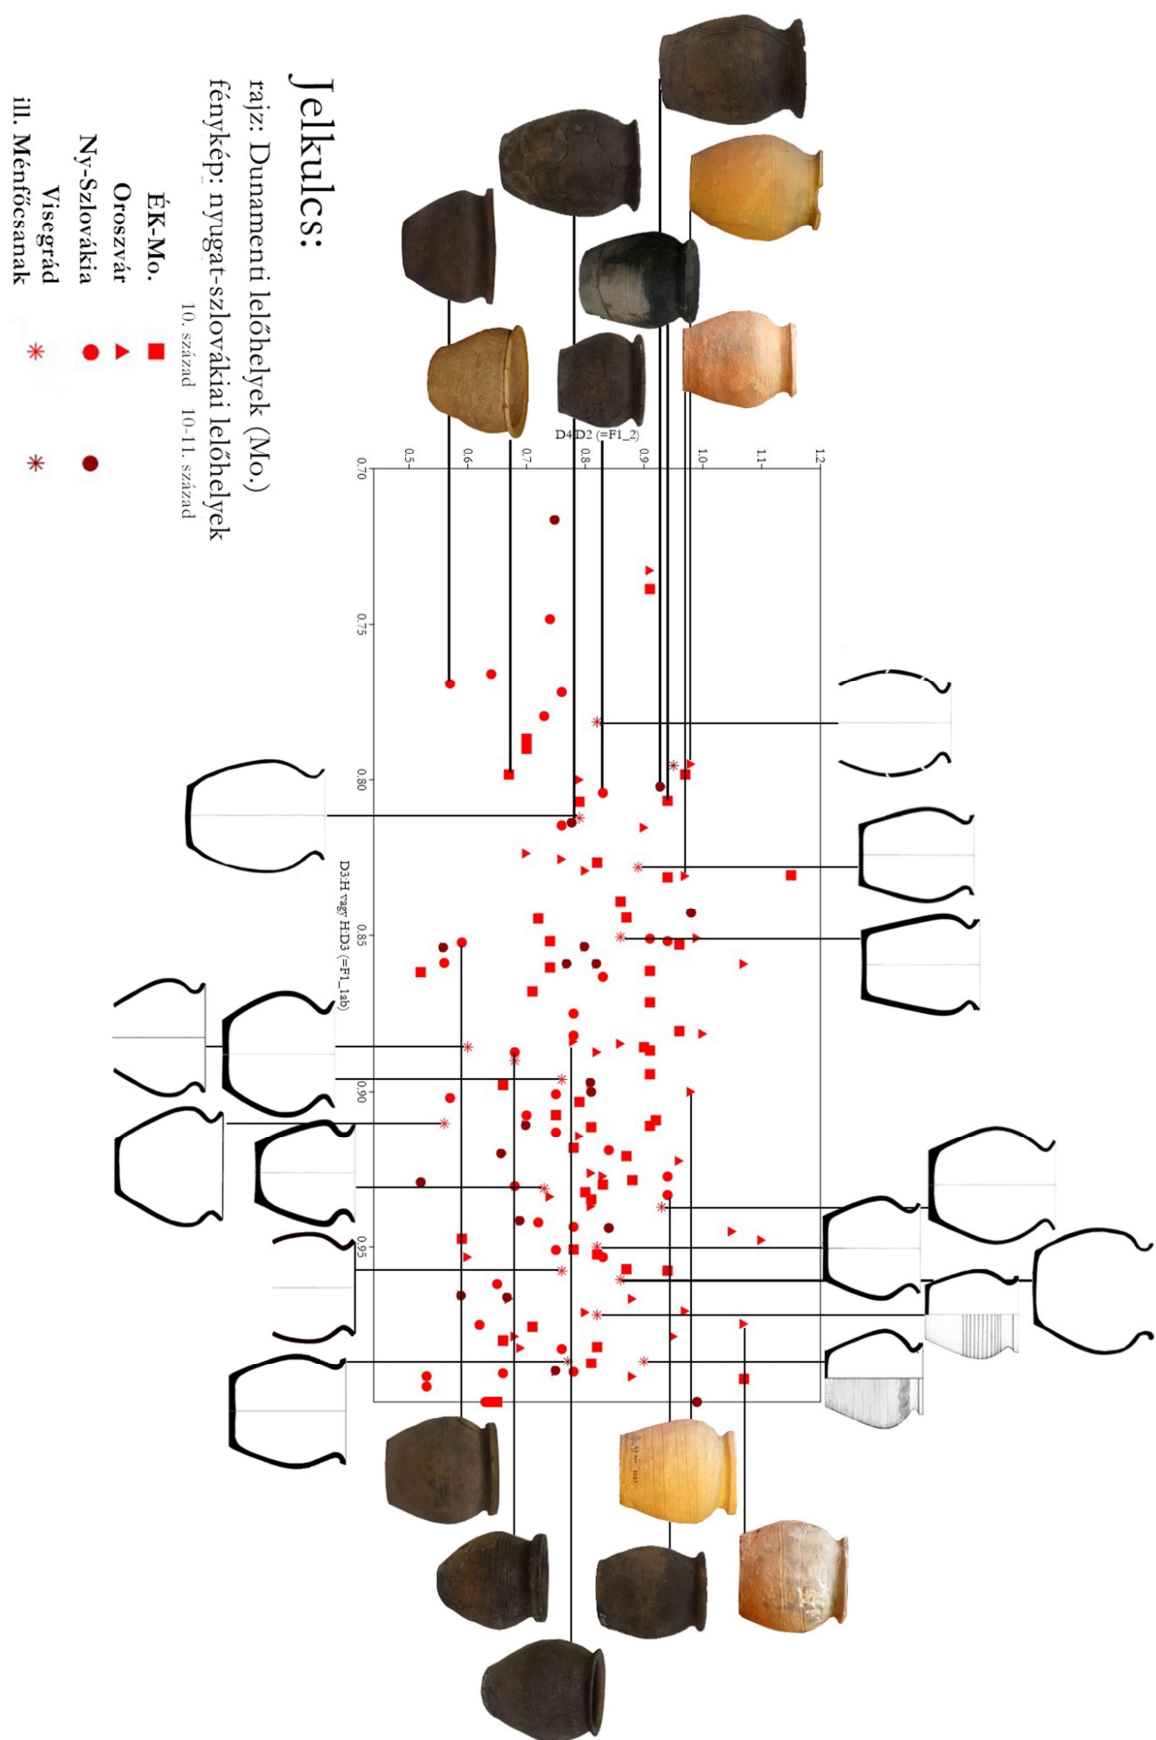 Jelkulcs:
rajz: Dunamenti lelőhelyek (Mo.)
fénykép: nyugat-szlovákiai lelőhelyek
10. század 10-11. század
ÉK-Mo.
Oroszvár
Ny-Szlovákia
Visegrád
ill. Ménfőcsanak
D4:D2 (=F1_2)
1.2
1.1
1.0
0.9
0.8
0.7
0.6
0.5
0.70
0.75
0.80
0.85
0.90
0.95
D3:H vagy H:D3 (=F1_1ab)